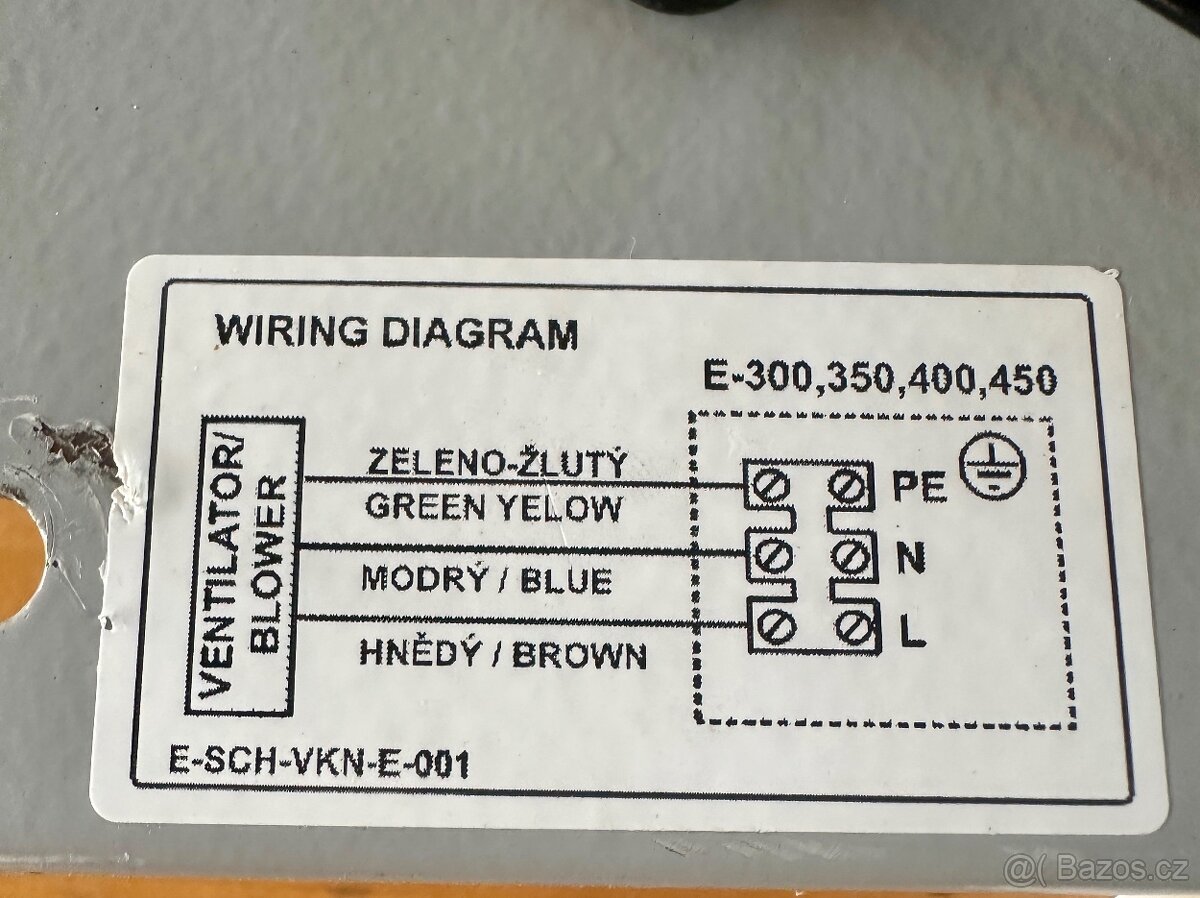 WIRING DIAGRAM
E-300,350,400,450
VENTILATOR/
BLOWER
ZELENO-ŽLUTÝ
GREEN YELOW
PE
MODRÝ / BLUE
N
HNĚDÝ / BROWN
L
E-SCH-VKN-E-001
@( Bazos.cz